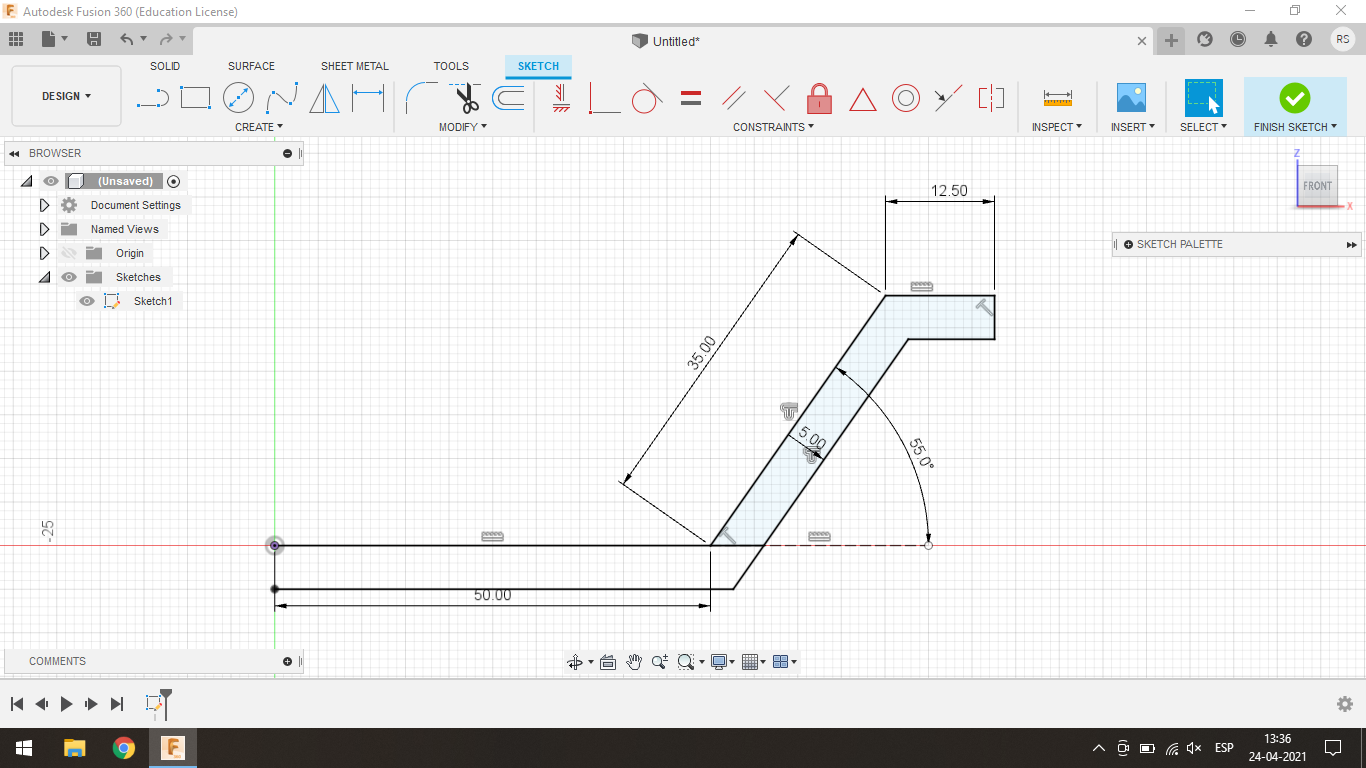 Autodesk Fusion 360 (Education License)
Untitled*
RS
DESIGN
SOLID
SURFACE
SHEET METAL
TOOLS
SKETCH
CREATE
MODIFY
CONSTRAINTS
INSPECT
INSERT
SELECT
FINISH SKETCH
BROWSER
(Unsaved)
Document Settings
Named Views
Origin
Sketches
Sketch1
Z
FRONT
X
SKETCH PALETTE
12.50
35.00
5.00
55.0°
-25
50.00
COMMENTS
ESP
13:36
24-04-2021